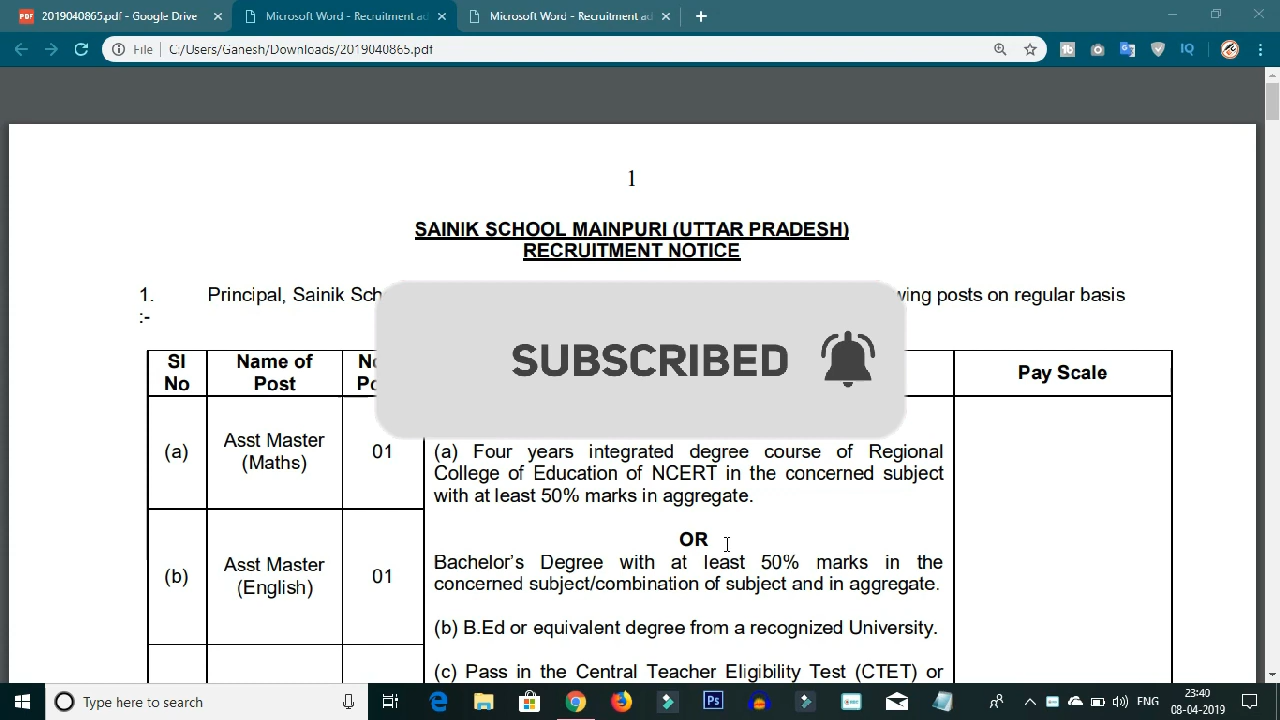 2019040865.pdf - Google Drive
Microsoft Word - Recruitment ad
Microsoft Word - Recruitment ad
File
C:/Users/Ganesh/Downloads/2019040865.pdf
IQ
1
SAINIK SCHOOL MAINPURI (UTTAR PRADESH)
RECRUITMENT NOTICE
1. Principal, Sainik posts on regular basis
:-
SUBSCRIBED
Sl No
Name of Post
Pay Scale
(a)
Asst Master
(Maths)
01
(a) Four years integrated degree course of Regional
College of Education of NCERT in the concerned subject
with at least 50% marks in aggregate.
OR
Bachelor's Degree with at least 50% marks in the
concerned subject/combination of subject and in aggregate.
(b)
Asst Master
(English)
01
(b) B.Ed or equivalent degree from a recognized University.
(c) Pass in the Central Teacher Eligibility Test (CTET) or
Type here to search
Ps
ENG
23:40
08-04-2019